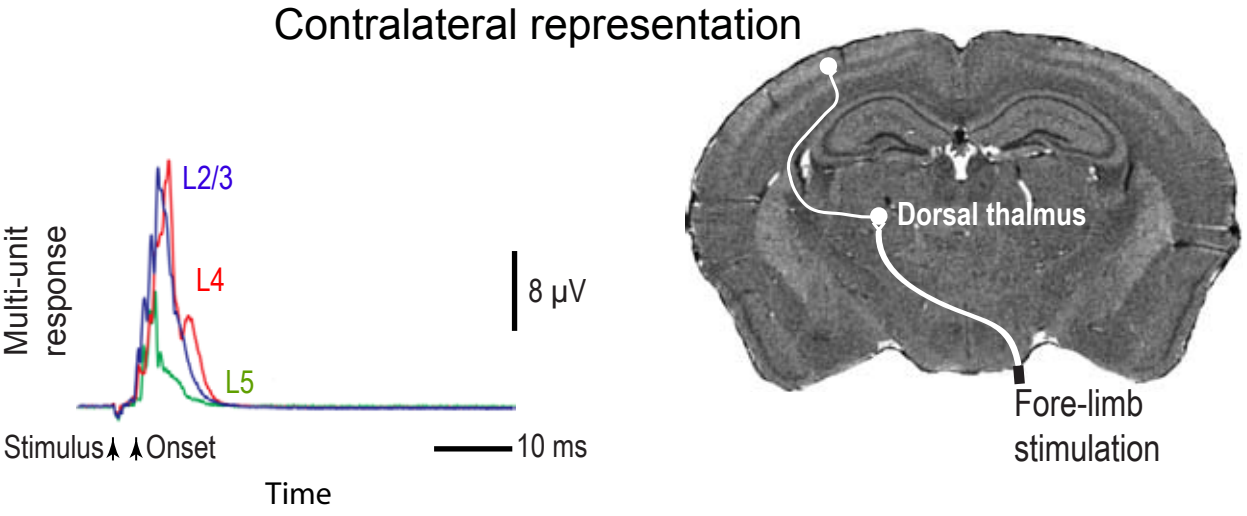 Contralateral representation
Multi-unit
response
L2/3
L4
L5
8 µV
Stimulus
Onset
10 ms
Time
Dorsal thalmus
Fore-limb
stimulation